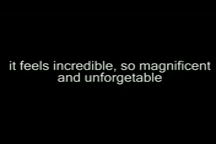 it feels incredible, so magnificent
and unforgetable